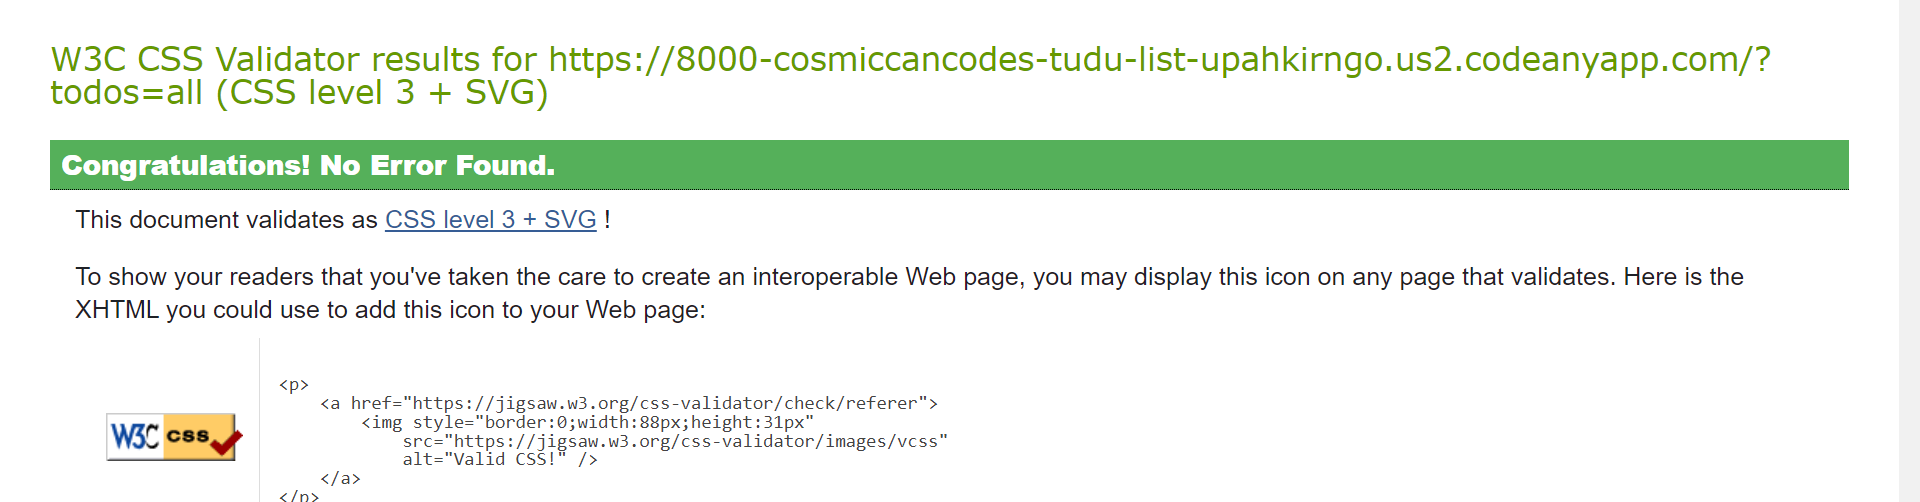 W3C CSS Validator results for https://8000-cosmiccancodes-tudu-list-upahkirngo.us2.codeanyapp.com/?
todos=all (CSS level 3 + SVG)
Congratulations! No Error Found.
This document validates as CSS level 3 + SVG !
To show your readers that you've taken the care to create an interoperable Web page, you may display this icon on any page that validates. Here is the
XHTML you could use to add this icon to your Web page:
<p>
    <a href="https://jigsaw.w3.org/css-validator/check/referer">
        <img style="border:0;width:88px;height:31px"
            src="https://jigsaw.w3.org/css-validator/images/vcss"
            alt="Valid CSS!" />
W3C css
    </a>
</p>